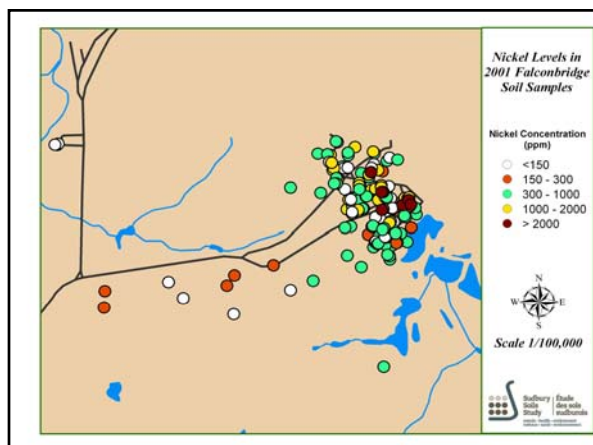 Nickel Levels in
2001 Falconbridge
Soil Samples
Nickel Concentration
(ppm)
<150
150 - 300
300 - 1000
1000 - 2000
> 2000
N
W E
S
Scale 1/100,000
Sudbury
Soils
Study
Étude
des sols
sudburois